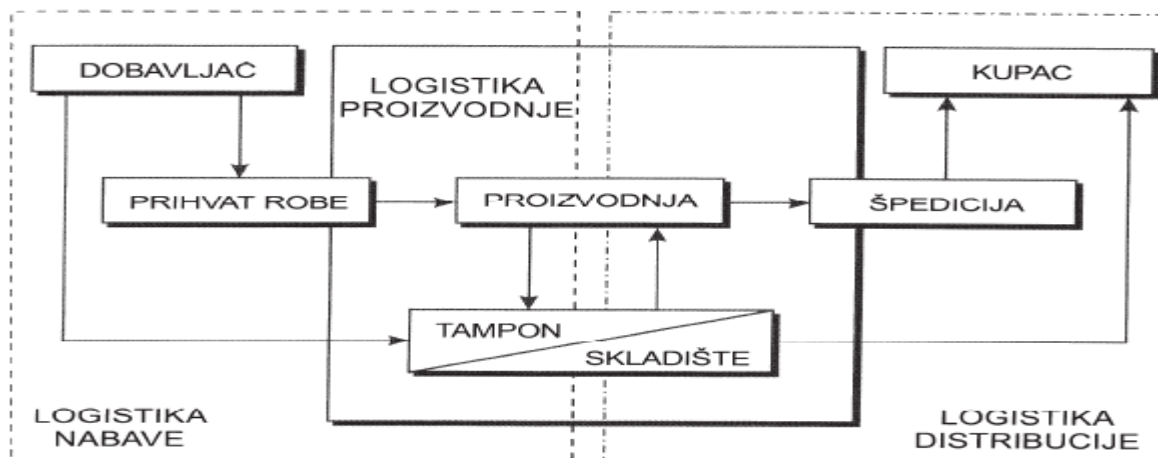 DOBAVLJAČ
LOGISTIKA
PROIZVODNJE
KUPAC
PRIHVAT ROBE
PROIZVODNJA
ŠPEDICIJA
TAMPON
SKLADIŠTE
LOGISTIKA
NABAVE
LOGISTIKA
DISTRIBUCIJE